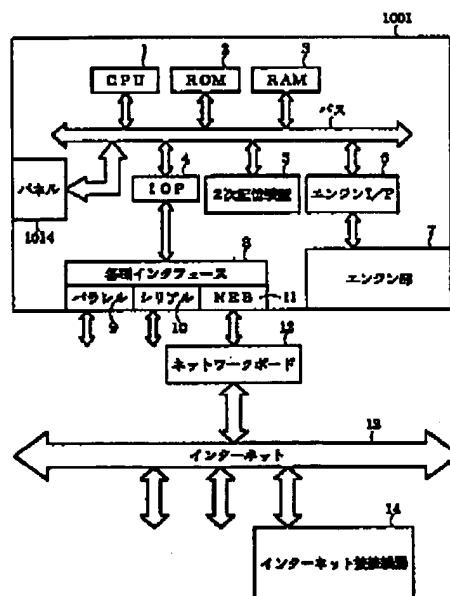 1001
1
2
3
CPU
ROM
RAM
バス
4
5
6
パネル
IOP
2次記憶装置
エンジンI/F
1014
7
8
各種インタフェース
エンジン部
パラレル
シリアル
NEB
11
9
10
12
ネットワークボード
13
インターネット
14
インターネット接続機器